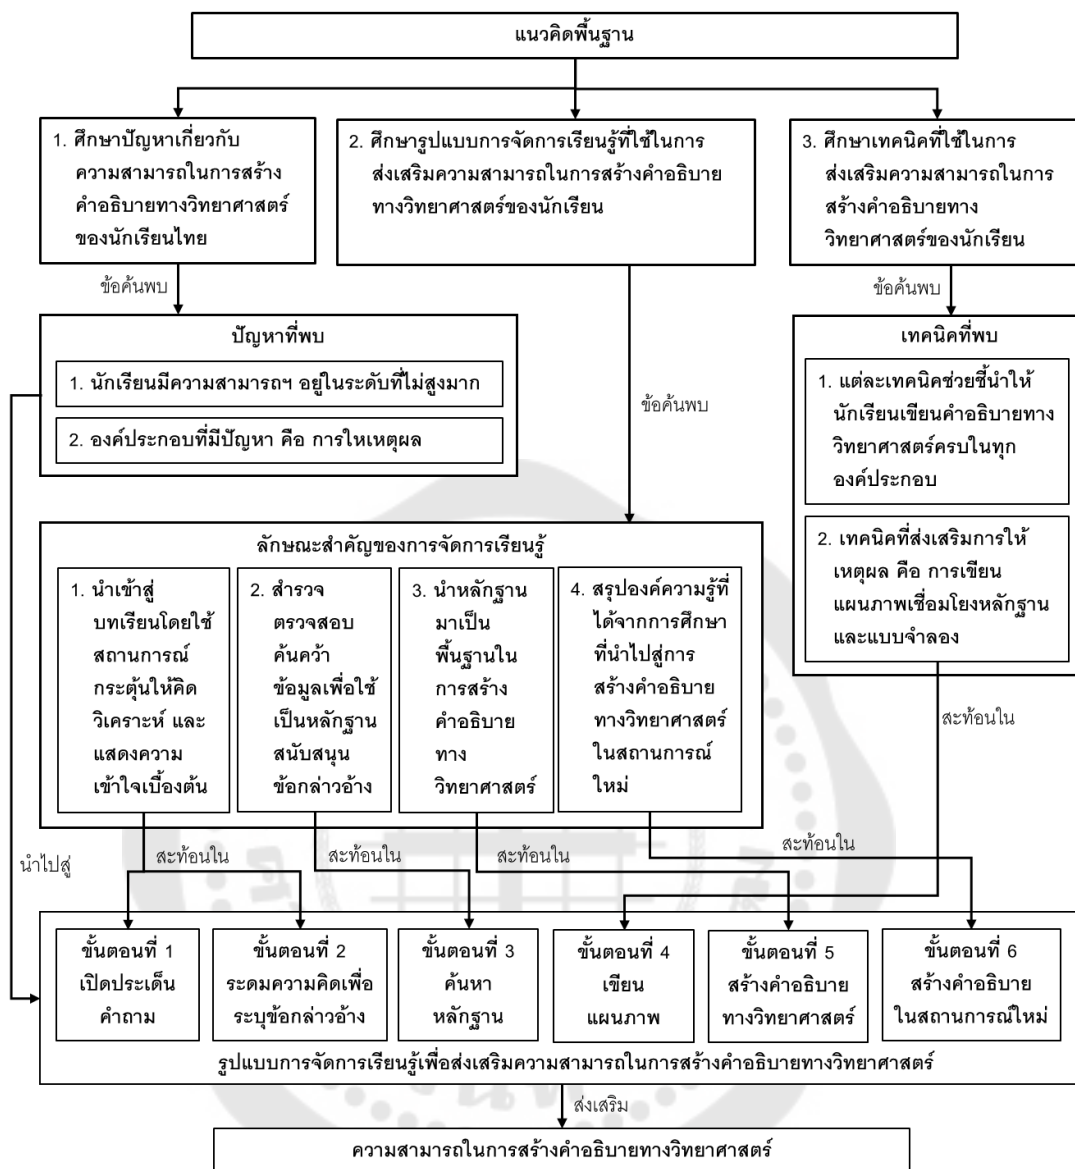 แนวคิดพื้นฐาน
1. ศึกษาปัญหาเกี่ยวกับ
ความสามารถในการสร้าง
คำอธิบายทางวิทยาศาสตร์
ของนักเรียนไทย
2. ศึกษารูปแบบการจัดการเรียนรู้ที่ใช้ในการ
ส่งเสริมความสามารถในการสร้างคำอธิบาย
ทางวิทยาศาสตร์ของนักเรียน
3. ศึกษาเทคนิคที่ใช้ในการ
ส่งเสริมความสามารถในการ
สร้างคำอธิบายทาง
วิทยาศาสตร์ของนักเรียน
ข้อค้นพบ
ข้อค้นพบ
ปัญหาที่พบ
1. นักเรียนมีความสามารถฯ อยู่ในระดับที่ไม่สูงมาก
2. องค์ประกอบที่มีปัญหา คือ การใหเหตุผล
ข้อค้นพบ
เทคนิคที่พบ
1. แต่ละเทคนิคช่วยชี้นำให้
นักเรียนเขียนคำอธิบายทาง
วิทยาศาสตร์ครบในทุก
องค์ประกอบ
2. เทคนิคที่ส่งเสริมการให้
เหตุผล คือ การเขียน
แผนภาพเชื่อมโยงหลักฐาน
และแบบจำลอง
ลักษณะสำคัญของการจัดการเรียนรู้
1. นำเข้าสู่
บทเรียนโดยใช้
สถานการณ์
กระตุ้นให้คิด
วิเคราะห์ และ
แสดงความ
เข้าใจเบื้องต้น
2. สำรวจ
ตรวจสอบ
ค้นคว้า
ข้อมูลเพื่อใช้
เป็นหลักฐาน
สนับสนุน
ข้อกล่าวอ้าง
3. นำหลักฐาน
มาเป็น
พื้นฐานใน
การสร้าง
คำอธิบาย
ทาง
วิทยาศาสตร์
4. สรุปองค์ความรู้ที่
ได้จากการศึกษา
ที่นำไปสู่การ
สร้างคำอธิบาย
ทางวิทยาศาสตร์
ในสถานการณ์
ใหม่
สะท้อนใน
นำไปสู่
สะท้อนใน
สะท้อนใน
สะท้อนใน
สะท้อนใน
ขั้นตอนที่ 1
เปิดประเด็น
คำถาม
ขั้นตอนที่ 2
ระดมความคิดเพื่อ
ระบุข้อกล่าวอ้าง
ขั้นตอนที่ 3
ค้นหา
หลักฐาน
ขั้นตอนที่ 4
เขียน
แผนภาพ
ขั้นตอนที่ 5
สร้างคำอธิบาย
ทางวิทยาศาสตร์
ขั้นตอนที่ 6
สร้างคำอธิบาย
ในสถานการณ์ใหม่
รูปแบบการจัดการเรียนรู้เพื่อส่งเสริมความสามารถในการสร้างคำอธิบายทางวิทยาศาสตร์
ส่งเสริม
ความสามารถในการสร้างคำอธิบายทางวิทยาศาสตร์